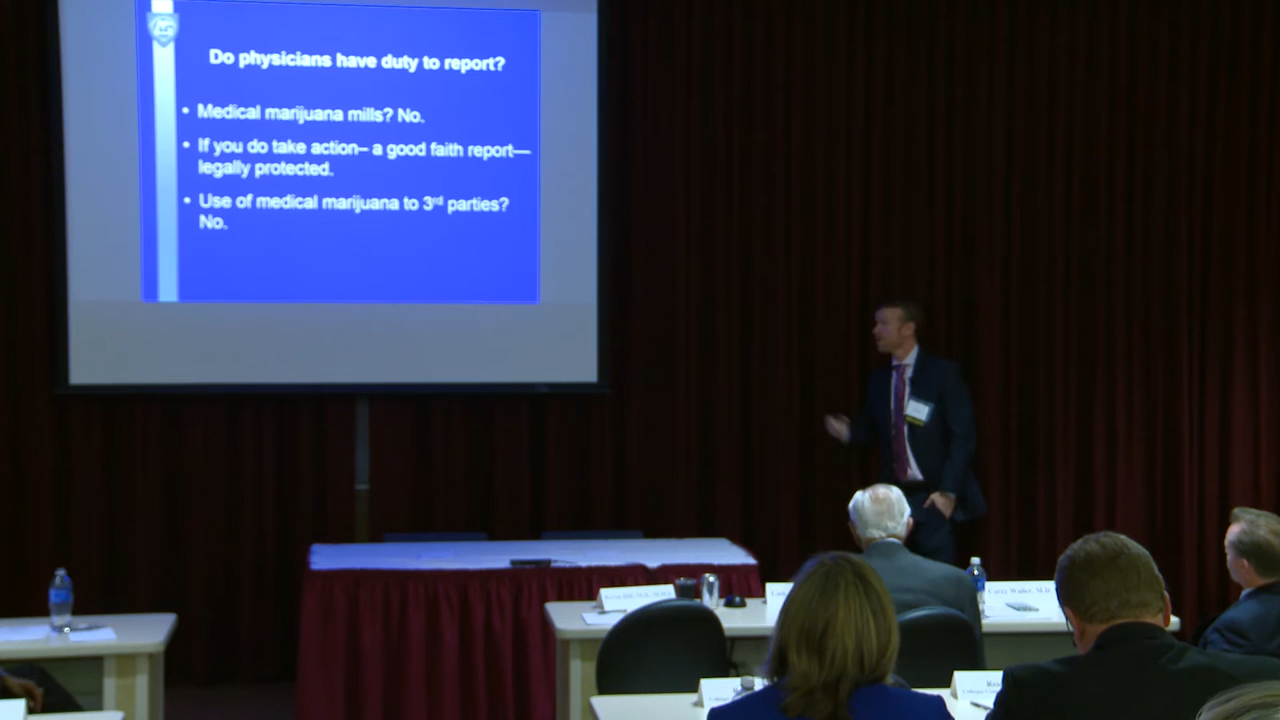 Do physicians have duty to report?
• Medical marijuana mills? No.
• If you do take action– a good faith report—
legally protected.
• Use of medical marijuana to 3rd parties?
No.